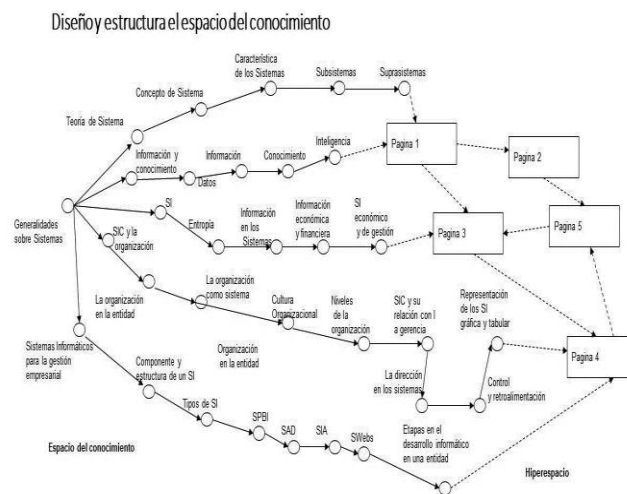 Diseño y estructura el espacio del conocimiento
Característica
de los Sistemas
Subsistemas
Suprasistemas
Concepto de Sistema
Teoría de Sistema
Inteligencia
Pagina 1
Pagina 2
Información y
conocimiento
Información
Conocimiento
Datos
SI
Entropía
Información
en los
Sistemas
Información
económica
y financiera
SI
económico
y de gestión
Pagina 3
Pagina 5
Generalidades
sobre Sistemas
SIC y la
organización
La organización
en la entidad
La organización
como sistema
Cultura
Organizacional
Organización
en la entidad
Niveles
de la
organización
SIC y su
relación con l
a gerencia
Representación
de los SI
gráfica y tabular
Pagina 4
Sistemas Informáticos
para la gestión
empresarial
Componente y
estructura de un SI
La dirección
en los sistemas
Control
y retroalimentación
Tipos de SI
SPBI
SAD
SIA
SWebs
Etapas en el
desarrollo informático
en una entidad
Espacio del conocimiento
Hiperespacio